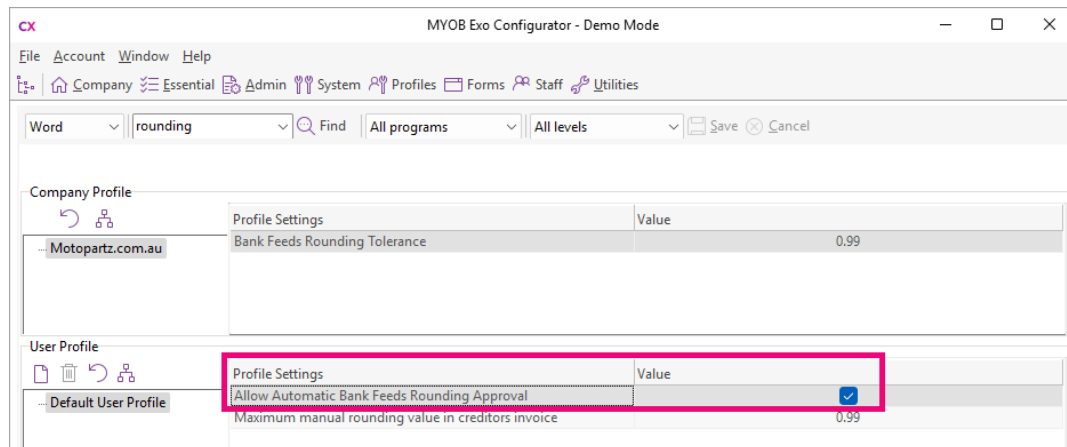 CX MYOB Exo Configurator - Demo Mode
File Account Window Help
Company Essential Admin System Profiles Forms Staff Utilities
Word rounding Find All programs All levels Save Cancel
Company Profile
Profile Settings Value
Motopartz.com.au Bank Feeds Rounding Tolerance 0.99
User Profile
Profile Settings Value
Default User Profile Allow Automatic Bank Feeds Rounding Approval
Maximum manual rounding value in creditors invoice 0.99